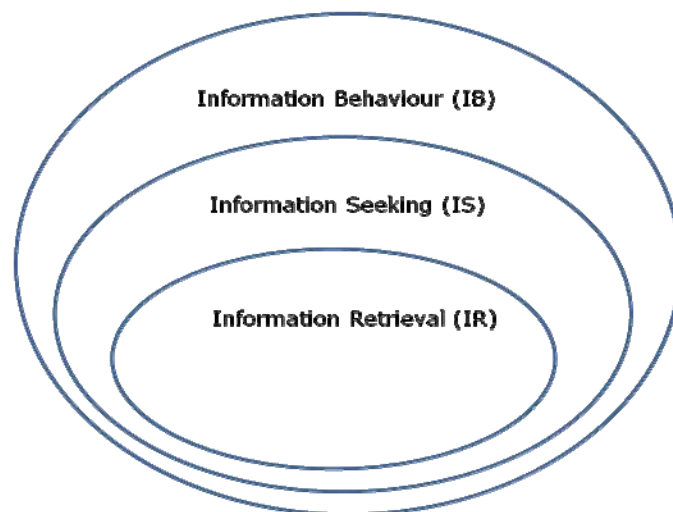 Information Behaviour (IB)
Information Seeking (IS)
Information Retrieval (IR)